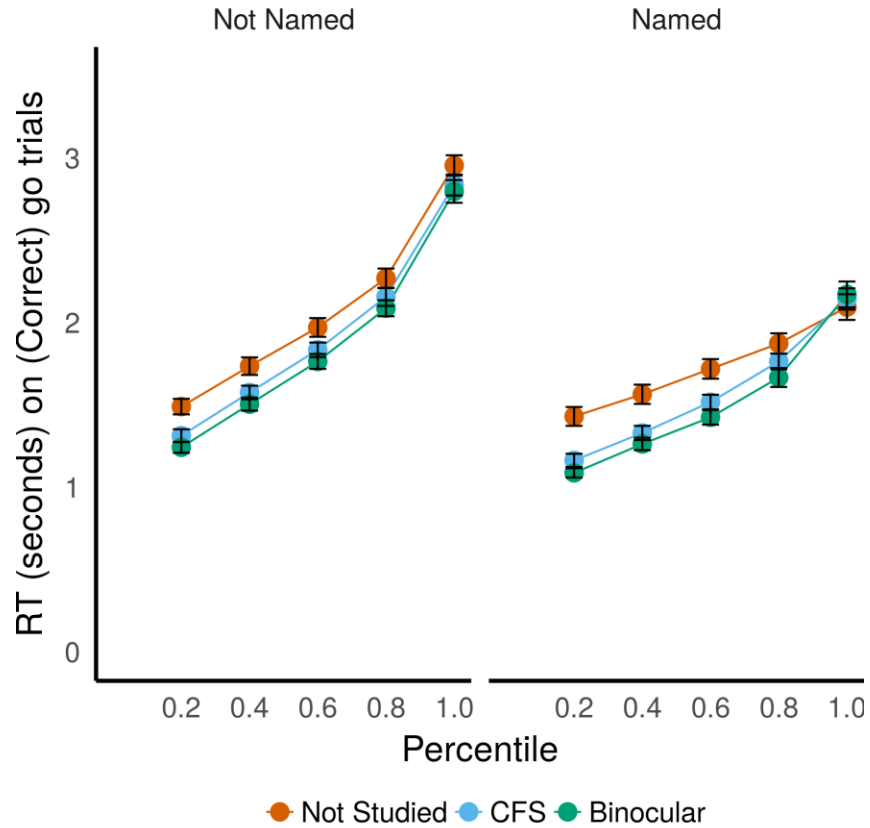 Not Named Named
RT (seconds) on (Correct) go trials
3
2
1
0
0.2 0.4 0.6 0.8 1.0 0.2 0.4 0.6 0.8 1.0
Percentile
Not Studied CFS Binocular